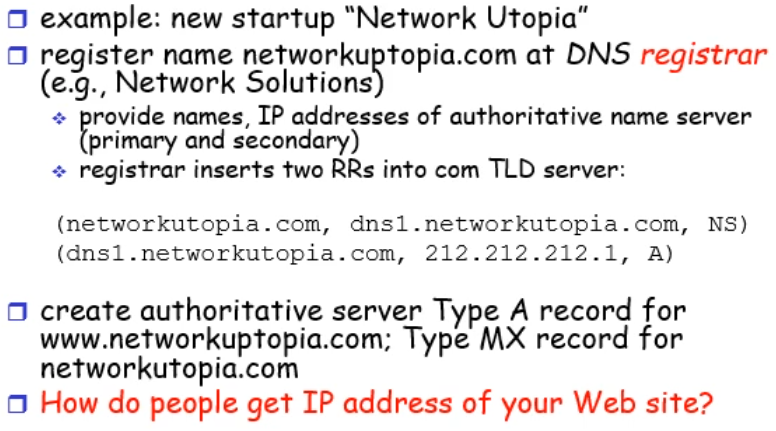 example: new startup “Network Utopia”
register name networkuptopia.com at DNS registrar
(e.g., Network Solutions)
provide names, IP addresses of authoritative name server
(primary and secondary)
registrar inserts two RRs into com TLD server:
(networkutopia.com, dns1.networkutopia.com, NS)
(dns1.networkutopia.com, 212.212.212.1, A)
create authoritative server Type A record for
www.networkuptopia.com; Type MX record for
networkutopia.com
How do people get IP address of your Web site?